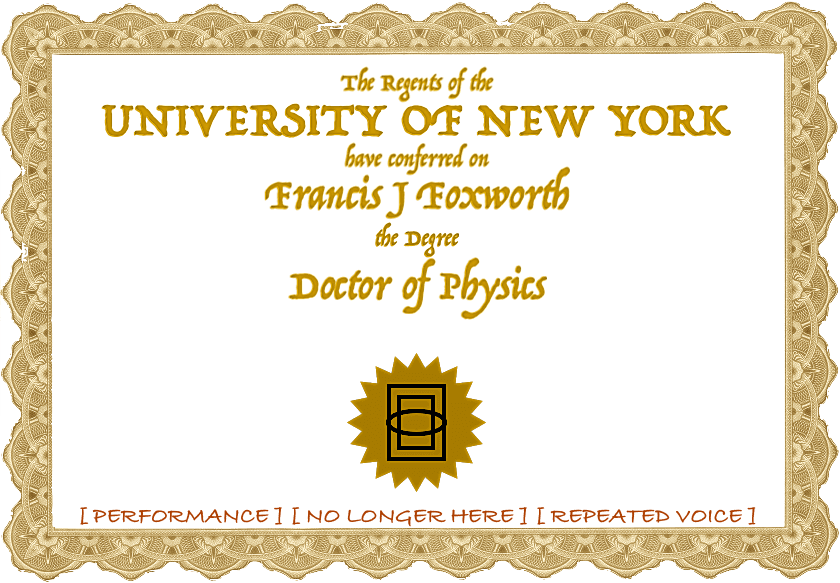 The Regents of the
UNIVERSITY OF NEW YORK
have conferred on
Francis J Foxworth
the Degree
Doctor of Physics
[ PERFORMANCE ] [ NO LONGER HERE ] [ REPEATED VOICE ]